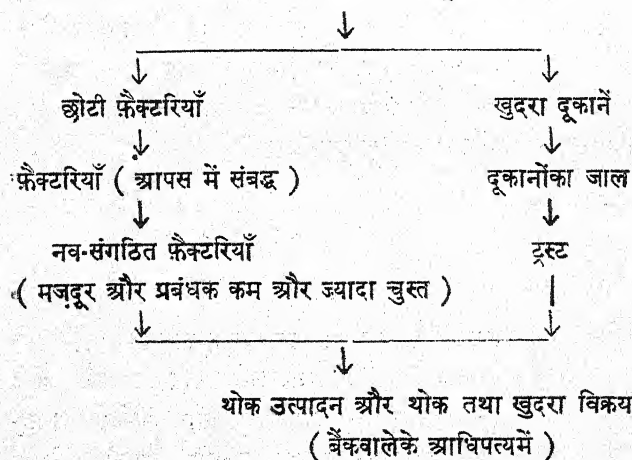 छोटी फ़ैक्टरियाँ खुदरा दूकानें
फ़ैक्टरियाँ ( आपस में संबद्ध ) दूकानोंका जाल
नव-संगठित फ़ैक्टरियाँ ट्रस्ट
( मज़दूर और प्रबंधक कम और ज्यादा चुस्त )
थोक उत्पादन और थोक तथा खुदरा विक्रय
( बैंकवालेके आधिपत्यमें )